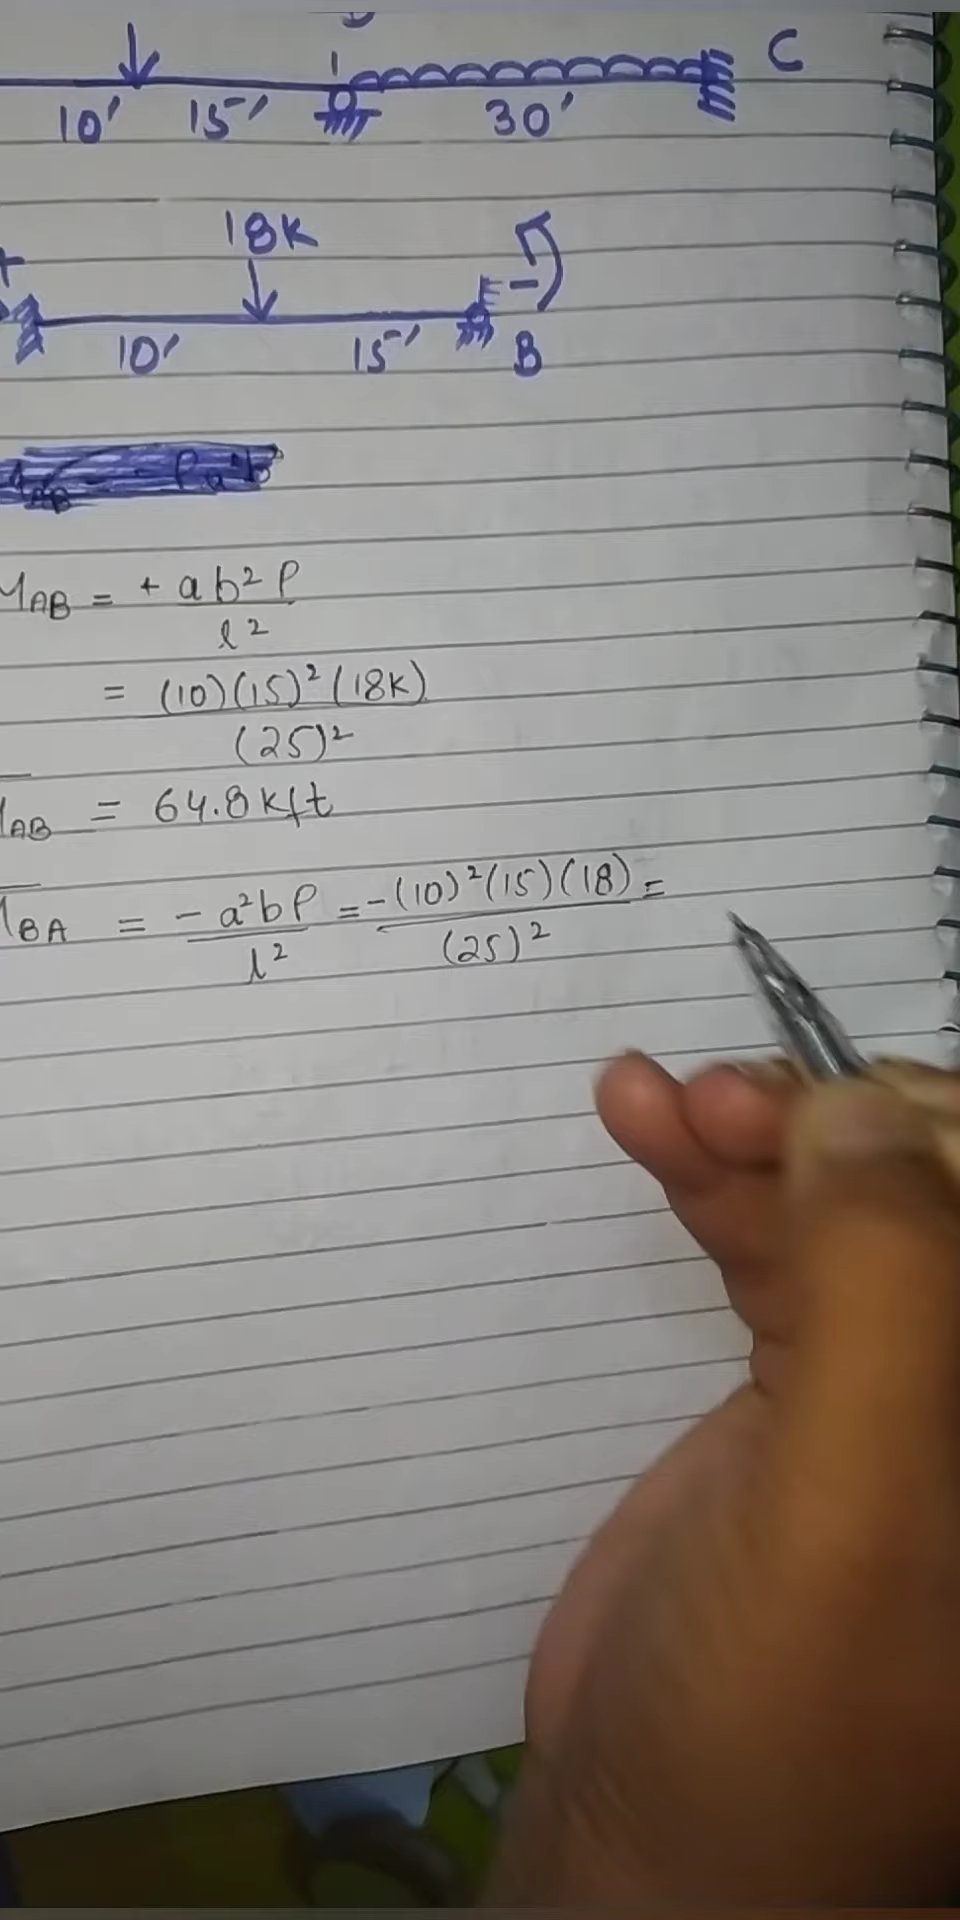 C
10' 15' 30'
18K
+
10' 15' B
-
MAB = + ab²P
l²
= (10)(15)²(18K)
(25)²
MAB = 64.8 kft
MBA = - a²bP = -(10)²(15)(18) =
l² (25)²